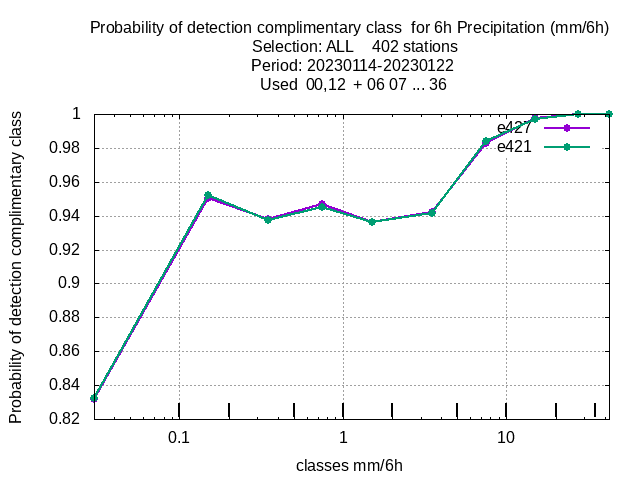 Probability of detection complimentary class  for 6h Precipitation (mm/6h)
Selection: ALL    402 stations
Period: 20230114-20230122
Used  00,12  + 06 07 ... 36
Probability of detection complimentary class
1
0.98
0.96
0.94
0.92
0.9
0.88
0.86
0.84
0.82
e427
e421
0.1
1
10
classes mm/6h